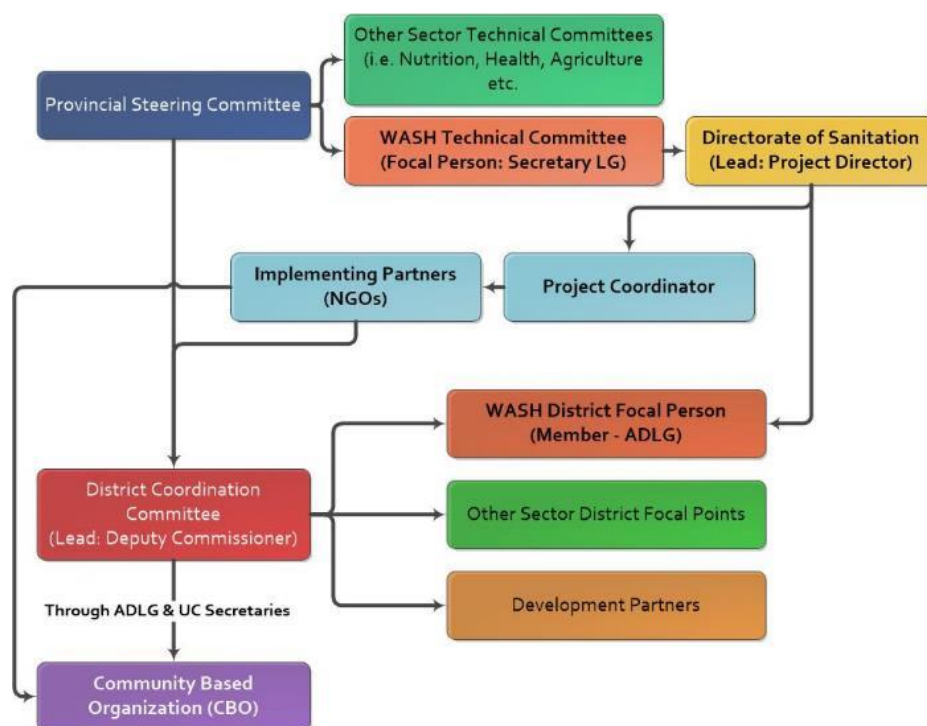 Other Sector Technical Committees
(i.e. Nutrition, Health, Agriculture
etc.
Provincial Steering Committee
WASH Technical Committee
(Focal Person: Secretary LG)
Directorate of Sanitation
(Lead: Project Director)
Implementing Partners
(NGOs)
Project Coordinator
WASH District Focal Person
(Member - ADLG)
District Coordination
Committee
(Lead: Deputy Commissioner)
Other Sector District Focal Points
Development Partners
Through ADLG & UC Secretaries
Community Based
Organization (CBO)